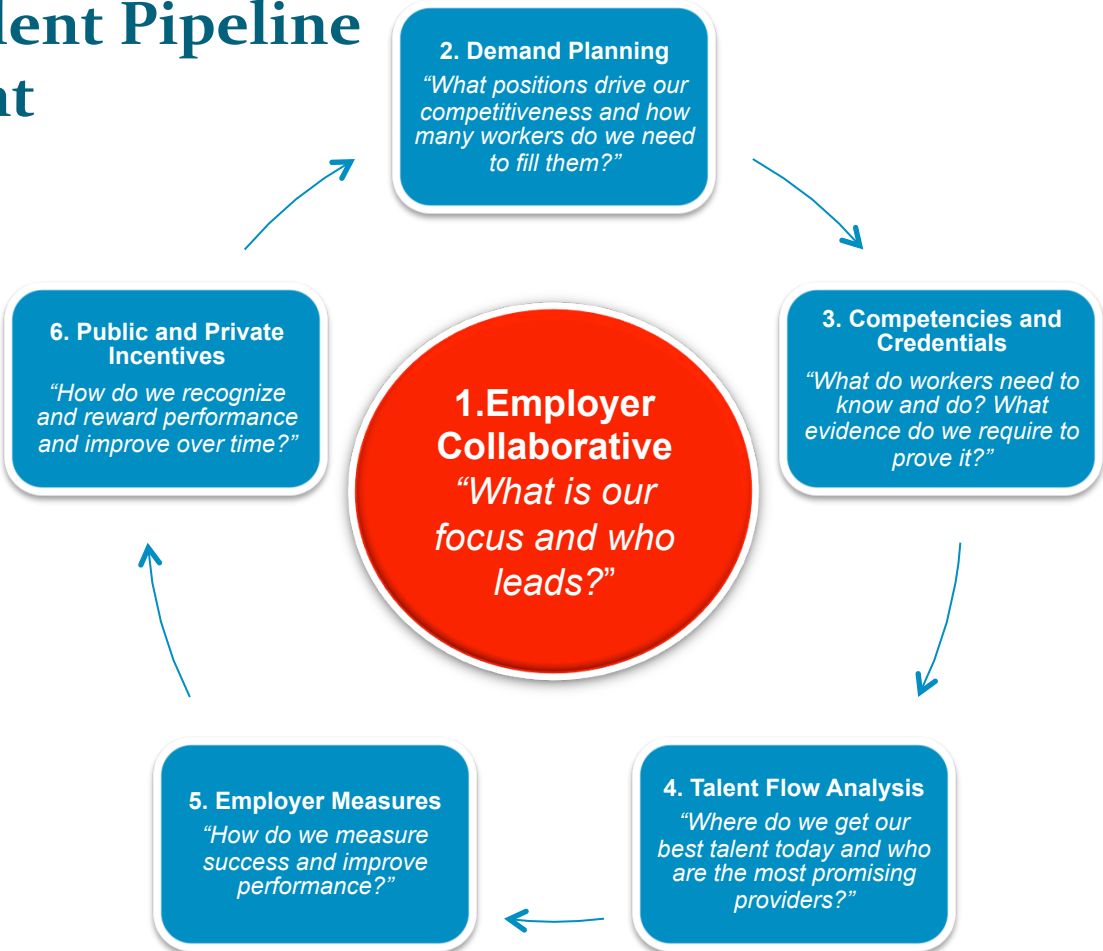 lent Pipeline
nt
2. Demand Planning
“What positions drive our
competitiveness and how
many workers do we need
to fill them?”
3. Competencies and
Credentials
“What do workers need to
know and do? What
evidence do we require to
prove it?”
6. Public and Private
Incentives
“How do we recognize
and reward performance
and improve over time?”
1.Employer
Collaborative
“What is our
focus and who
leads?”
5. Employer Measures
“How do we measure
success and improve
performance?”
4. Talent Flow Analysis
“Where do we get our
best talent today and who
are the most promising
providers?”